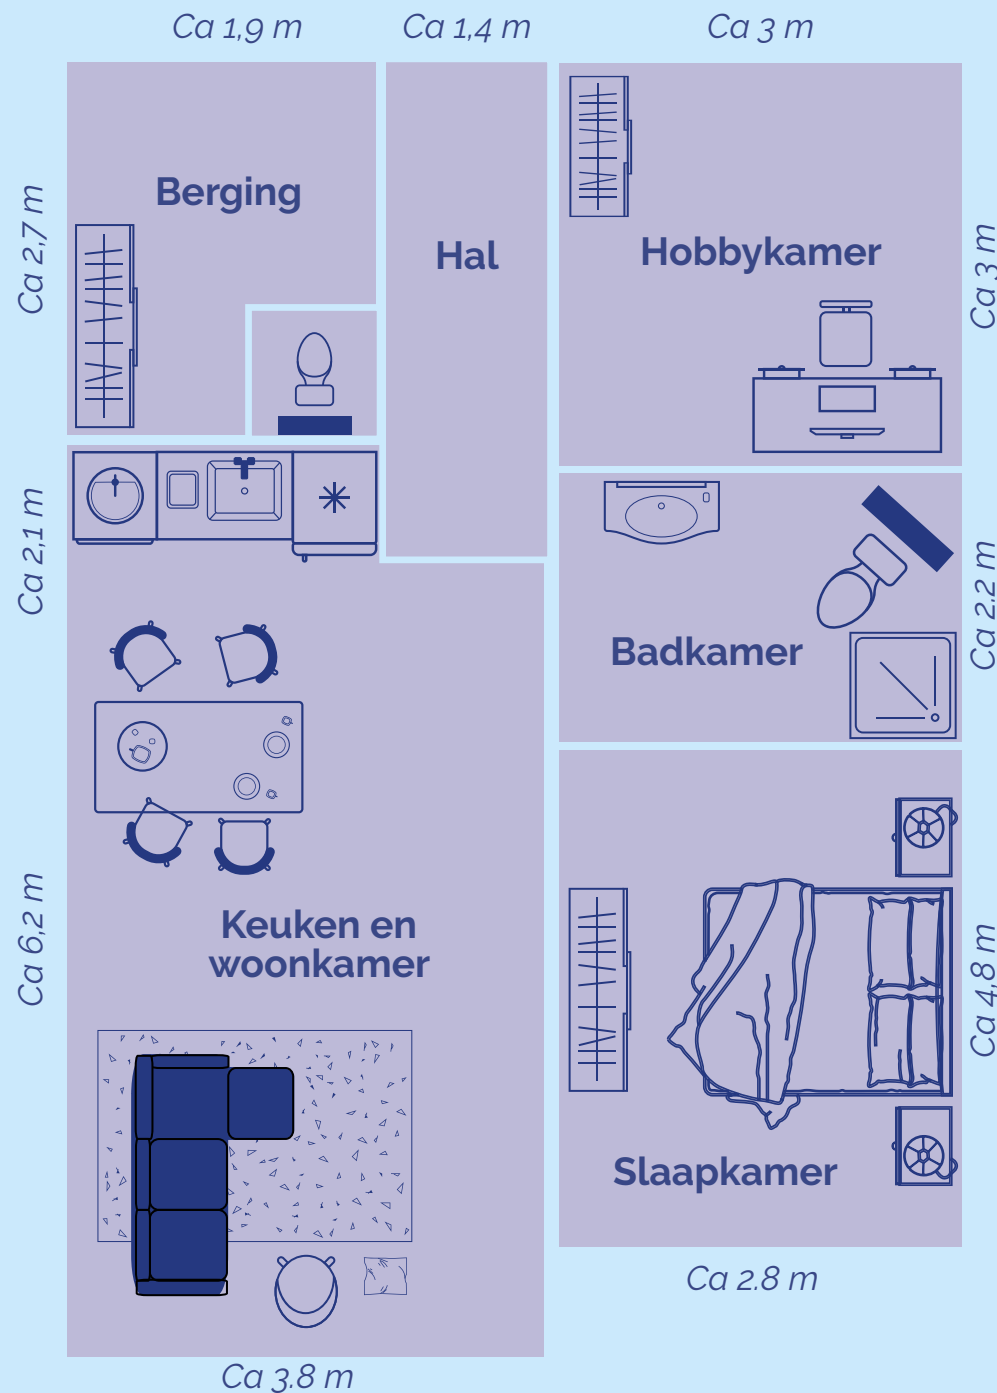 Ca 1,9 m
Ca 1,4 m
Ca 3 m
Ca 2,7 m
Berging
Hal
Hobbykamer
Ca 3 m
Ca 2,1 m
Badkamer
Ca 2.2 m
Ca 6,2 m
Keuken en
woonkamer
Ca 4,8 m
Slaapkamer
Ca 2.8 m
Ca 3.8 m